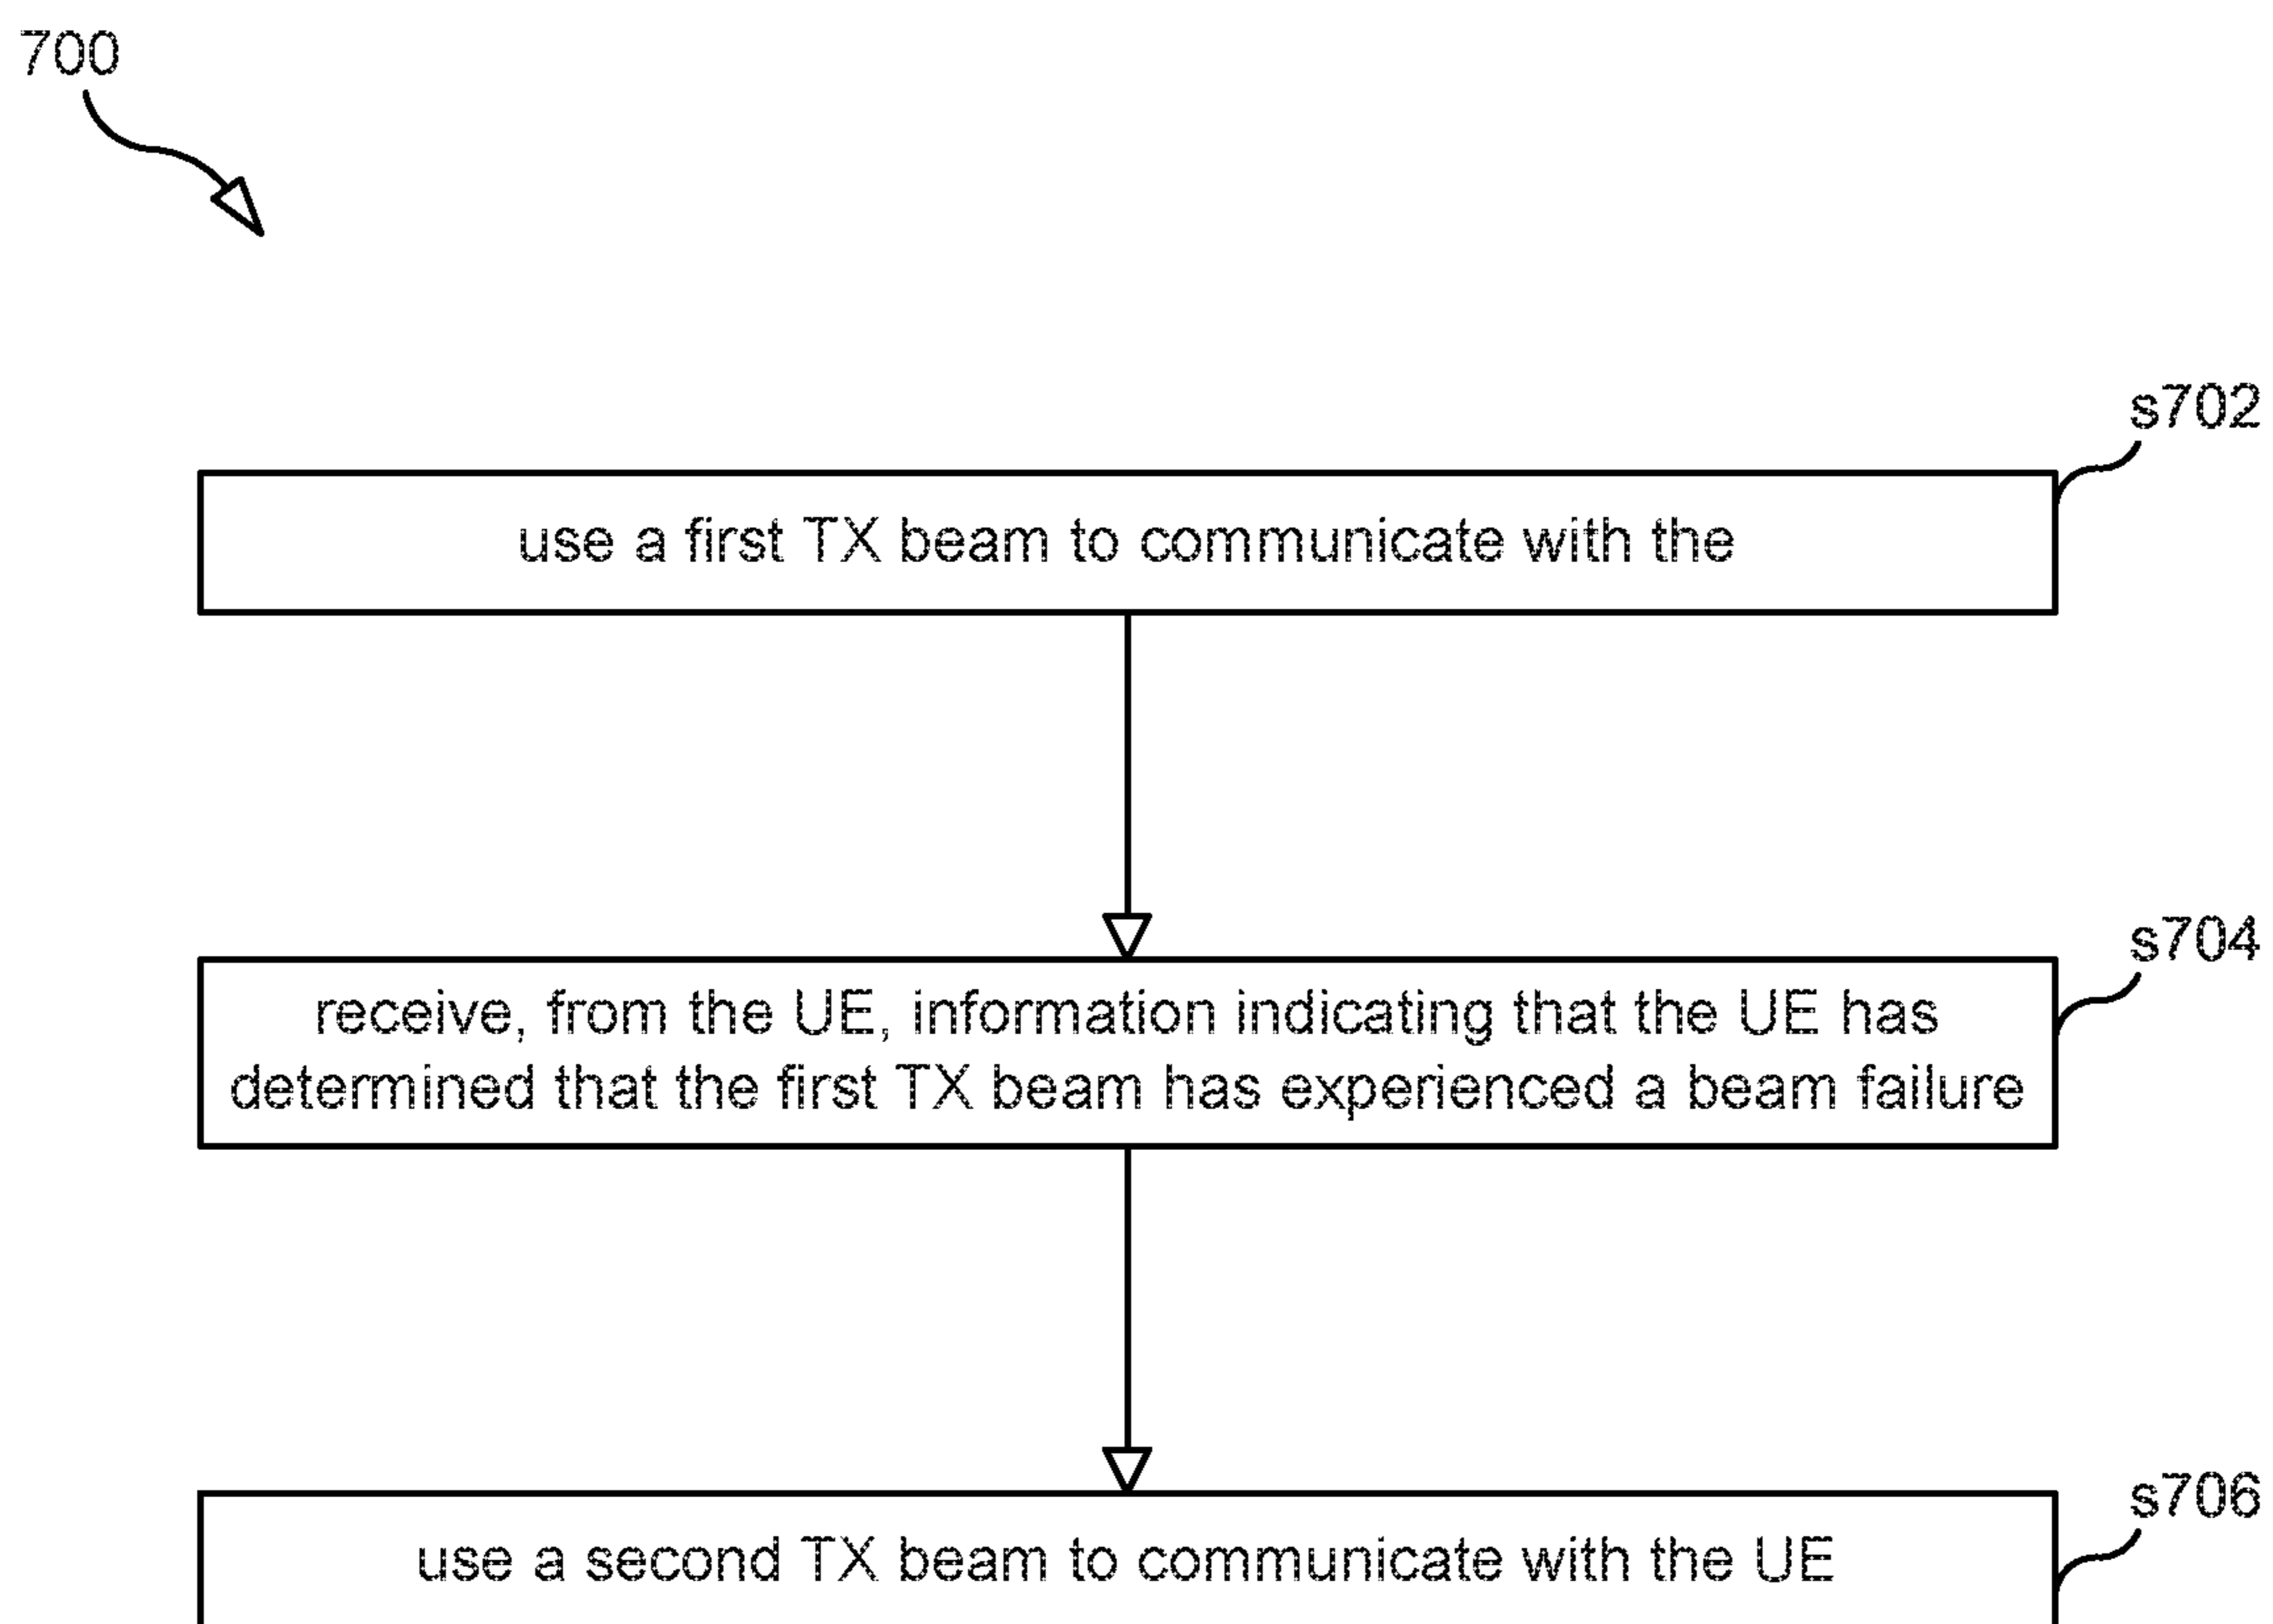 700
s702
use a first TX beam to communicate with the
s704
receive, from the UE, information indicating that the UE has
determined that the first TX beam has experienced a beam failure
s706
use a second TX beam to communicate with the UE